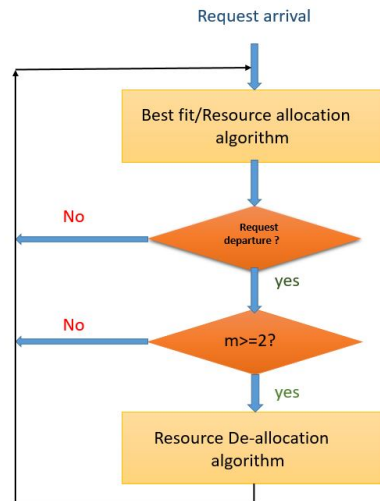 Request arrival
Best fit/Resource allocation
algorithm
No
Request
departure ?
yes
No
m>=2?
yes
Resource De-allocation
algorithm